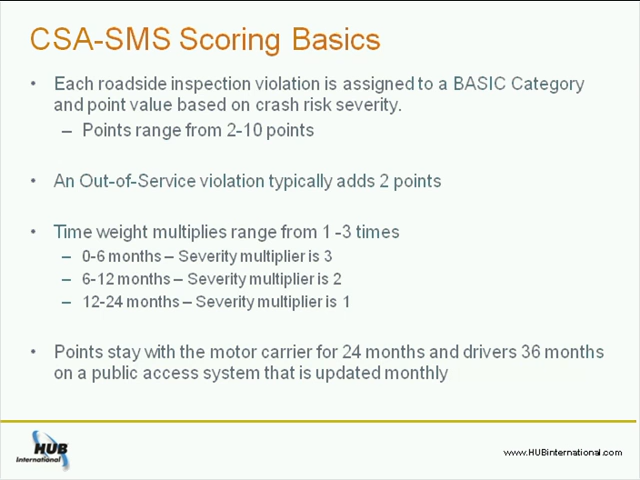 CSA-SMS Scoring Basics
• Each roadside inspection violation is assigned to a BASIC Category
and point value based on crash risk severity.
– Points range from 2-10 points
• An Out-of-Service violation typically adds 2 points
• Time weight multiplies range from 1 -3 times
– 0-6 months – Severity multiplier is 3
– 6-12 months – Severity multiplier is 2
– 12-24 months – Severity multiplier is 1
• Points stay with the motor carrier for 24 months and drivers 36 months
on a public access system that is updated monthly
HUB
International
www.HUBinternational.com